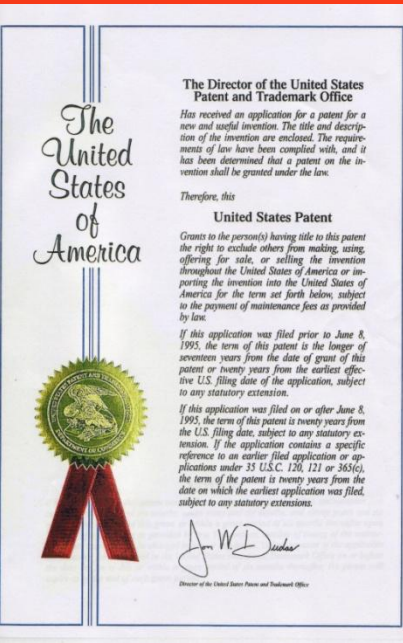 The
United
States
of
America
The Director of the United States
Patent and Trademark Office
Has received an application for a patent for a
new and useful invention. The title and descrip-
tion of the invention are enclosed. The require-
ments of law have been complied with, and it
has been determined that a patent on the in-
vention shall be granted under the law.
Therefore, this
United States Patent
Grants to the person(s) having title to this patent
the right to exclude others from making, using,
offering for sale, or selling the invention
throughout the United States of America or im-
porting the invention into the United States of
America for the term set forth below, subject
to the payment of maintenance fees as provided
by law.
If this application was filed prior to June 8,
1995, the term of this patent is the longer of
seventeen years from the date of grant of this
patent or twenty years from the earliest effec-
tive U.S. filing date of the application, subject
to any statutory extension.
If this application was filed on or after June 8,
1995, the term of this patent is twenty years from
the U.S. filing date, subject to any statutory ex-
tension. If the application contains a specific
reference to an earlier filed application or ap-
plications under 35 U.S.C. 120, 121 or 365(c),
the term of the patent is twenty years from the
date on which the earliest application was filed,
subject to any statutory extensions.
Jon W Dudas
Director of the United States Patent and Trademark Office